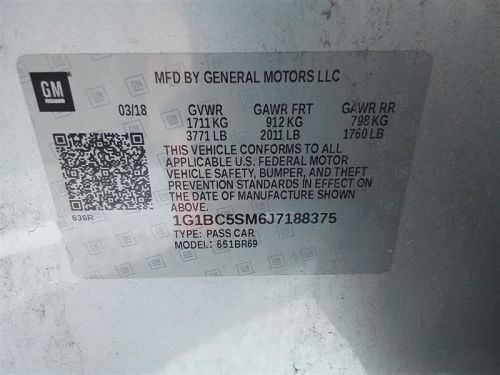 GM
MFD BY GENERAL MOTORS LLC
03/18 GVWR GAWR FRT GAWR RR
1711 KG 912 KG 798 KG
3771 LB 2011 LB 1760 LB
THIS VEHICLE CONFORMS TO ALL
APPLICABLE U.S. FEDERAL MOTOR
VEHICLE SAFETY, BUMPER, AND THEFT
PREVENTION STANDARDS IN EFFECT ON
THE DATE OF MANUFACTURE SHOWN
ABOVE.
636R
1G1BC5SM6J7188375
TYPE: PASS CAR
MODEL: 651BR69